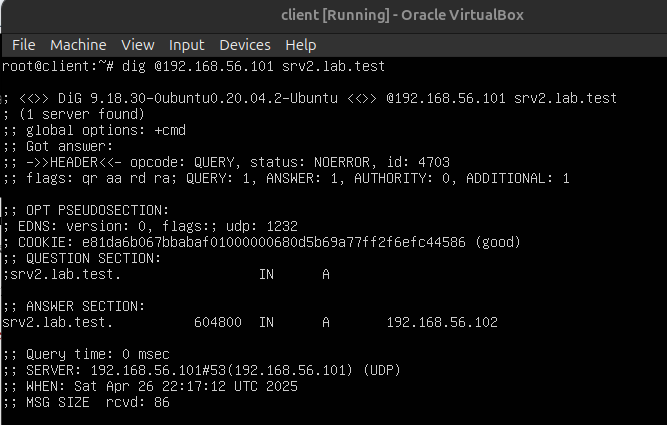 client [Running] - Oracle VirtualBox
File Machine View Input Devices Help
root@client:~# dig @192.168.56.101 srv2.lab.test
; <<>> DiG 9.18.30-0ubuntu0.20.04.2-Ubuntu <<>> @192.168.56.101 srv2.lab.test
; (1 server found)
;; global options: +cmd
;; Got answer:
;; ->>HEADER<<- opcode: QUERY, status: NOERROR, id: 4703
;; flags: qr aa rd ra; QUERY: 1, ANSWER: 1, AUTHORITY: 0, ADDITIONAL: 1
;; OPT PSEUDOSECTION:
; EDNS: version: 0, flags:; udp: 1232
; COOKIE: e81da6b067bbabaf01000000680d5b69a77ff2f6efc44586 (good)
;; QUESTION SECTION:
;srv2.lab.test. IN A
;; ANSWER SECTION:
srv2.lab.test. 604800 IN A 192.168.56.102
;; Query time: 0 msec
;; SERVER: 192.168.56.101#53(192.168.56.101) (UDP)
;; WHEN: Sat Apr 26 22:17:12 UTC 2025
;; MSG SIZE rcvd: 86